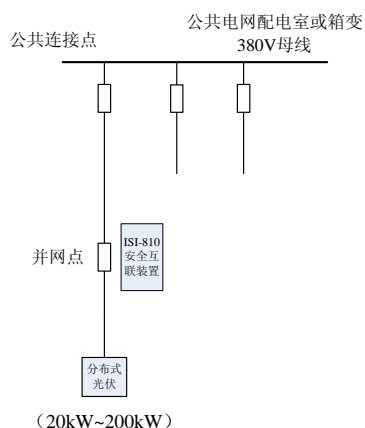 公共电网配电室或箱变
公共连接点
380V母线
ISI-810
安全互
联装置
并网点
分布式
光伏
（20kW~200kW）